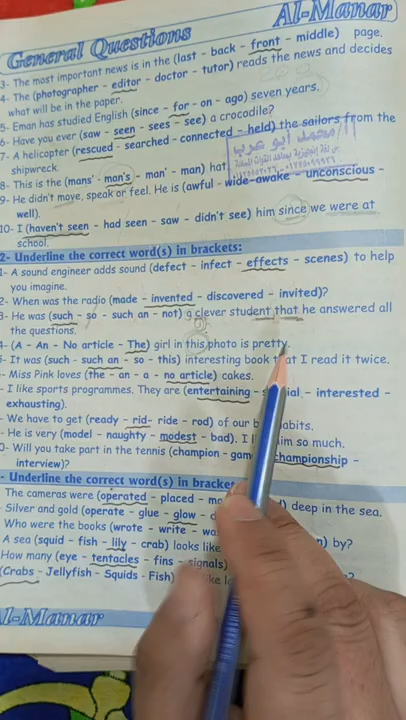 General Questions
Al-Manar
3- The most important news is in the (last - back - front - middle) page.
4- The (photographer - editor - doctor - tutor) reads the news and decides
what will be in the paper.
5- Eman has studied English (since - for - on - ago) seven years.
6- Have you ever (saw - seen - sees - see) a crocodile?
7- A helicopter (rescued - searched - connected - held) the sailors from the
shipwreck.
8- This is the (mans' - man's - man' - man) hat
9- He didn't move, speak or feel. He is (awful - wide-awake - unconscious -
well).
10- I (haven't seen - had seen - saw - didn't see) him since we were at
school.
2- Underline the correct word(s) in brackets:
1- A sound engineer adds sound (defect - infect - effects - scenes) to help
you imagine.
2- When was the radio (made - invented - discovered - invited)?
3- He was (such - so - such an - not) a clever student that he answered all
the questions.
4- (A - An - No article - The) girl in this photo is pretty.
5- It was (such - such an - so - this) interesting book that I read it twice.
- Miss Pink loves (the - an - a - no article) cakes.
- I like sports programmes. They are (entertaining - - interested -
exhausting).
- We have to get (ready - rid - ride - rod) of our habits.
- He is very (model - naughty - modest - bad). I him so much.
0- Will you take part in the tennis (champion - championship -
interview)?
- Underline the correct word(s) in
The cameras were (operated - placed - deep in the sea.
Silver and gold (operate - glue - glow -
Who were the books (wrote - write - by?
A sea (squid - fish - lily - crab) looks like
How many (eye - tentacles - fins - signals)
(Crabs - Jellyfish - Squids - Fish)
Al-Manar